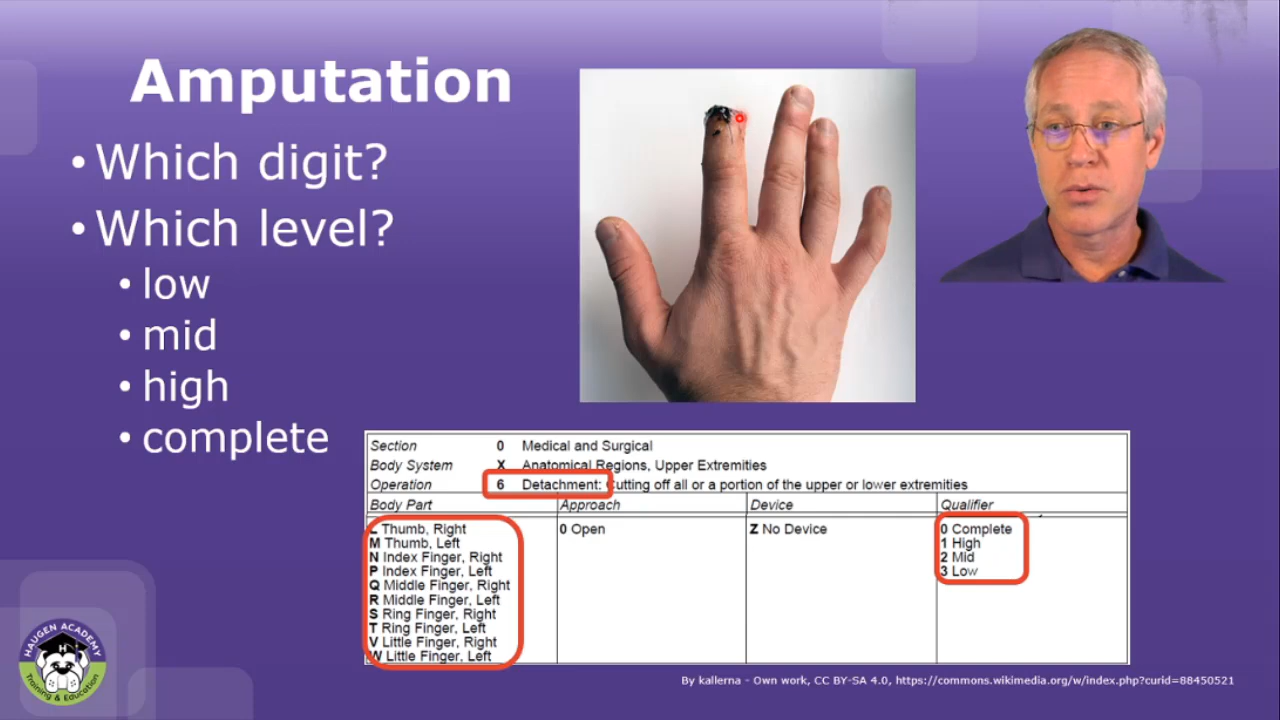 Amputation
• Which digit?
• Which level?
• low
• mid
• high
• complete
Section 0 Medical and Surgical
Body System X Anatomical Regions, Upper Extremities
Operation 6 Detachment: Cutting off all or a portion of the upper or lower extremities
Body Part Approach Device Qualifier
L Thumb, Right 0 Open Z No Device 0 Complete
M Thumb, Left 1 High
N Index Finger, Right 2 Mid
P Index Finger, Left 3 Low
Q Middle Finger, Right
R Middle Finger, Left
S Ring Finger, Right
T Ring Finger, Left
V Little Finger, Right
W Little Finger, Left
HAUGEN ACADEMY
H
Training & Education
By kallerna - Own work, CC BY-SA 4.0, https://commons.wikimedia.org/w/index.php?curid=88450521